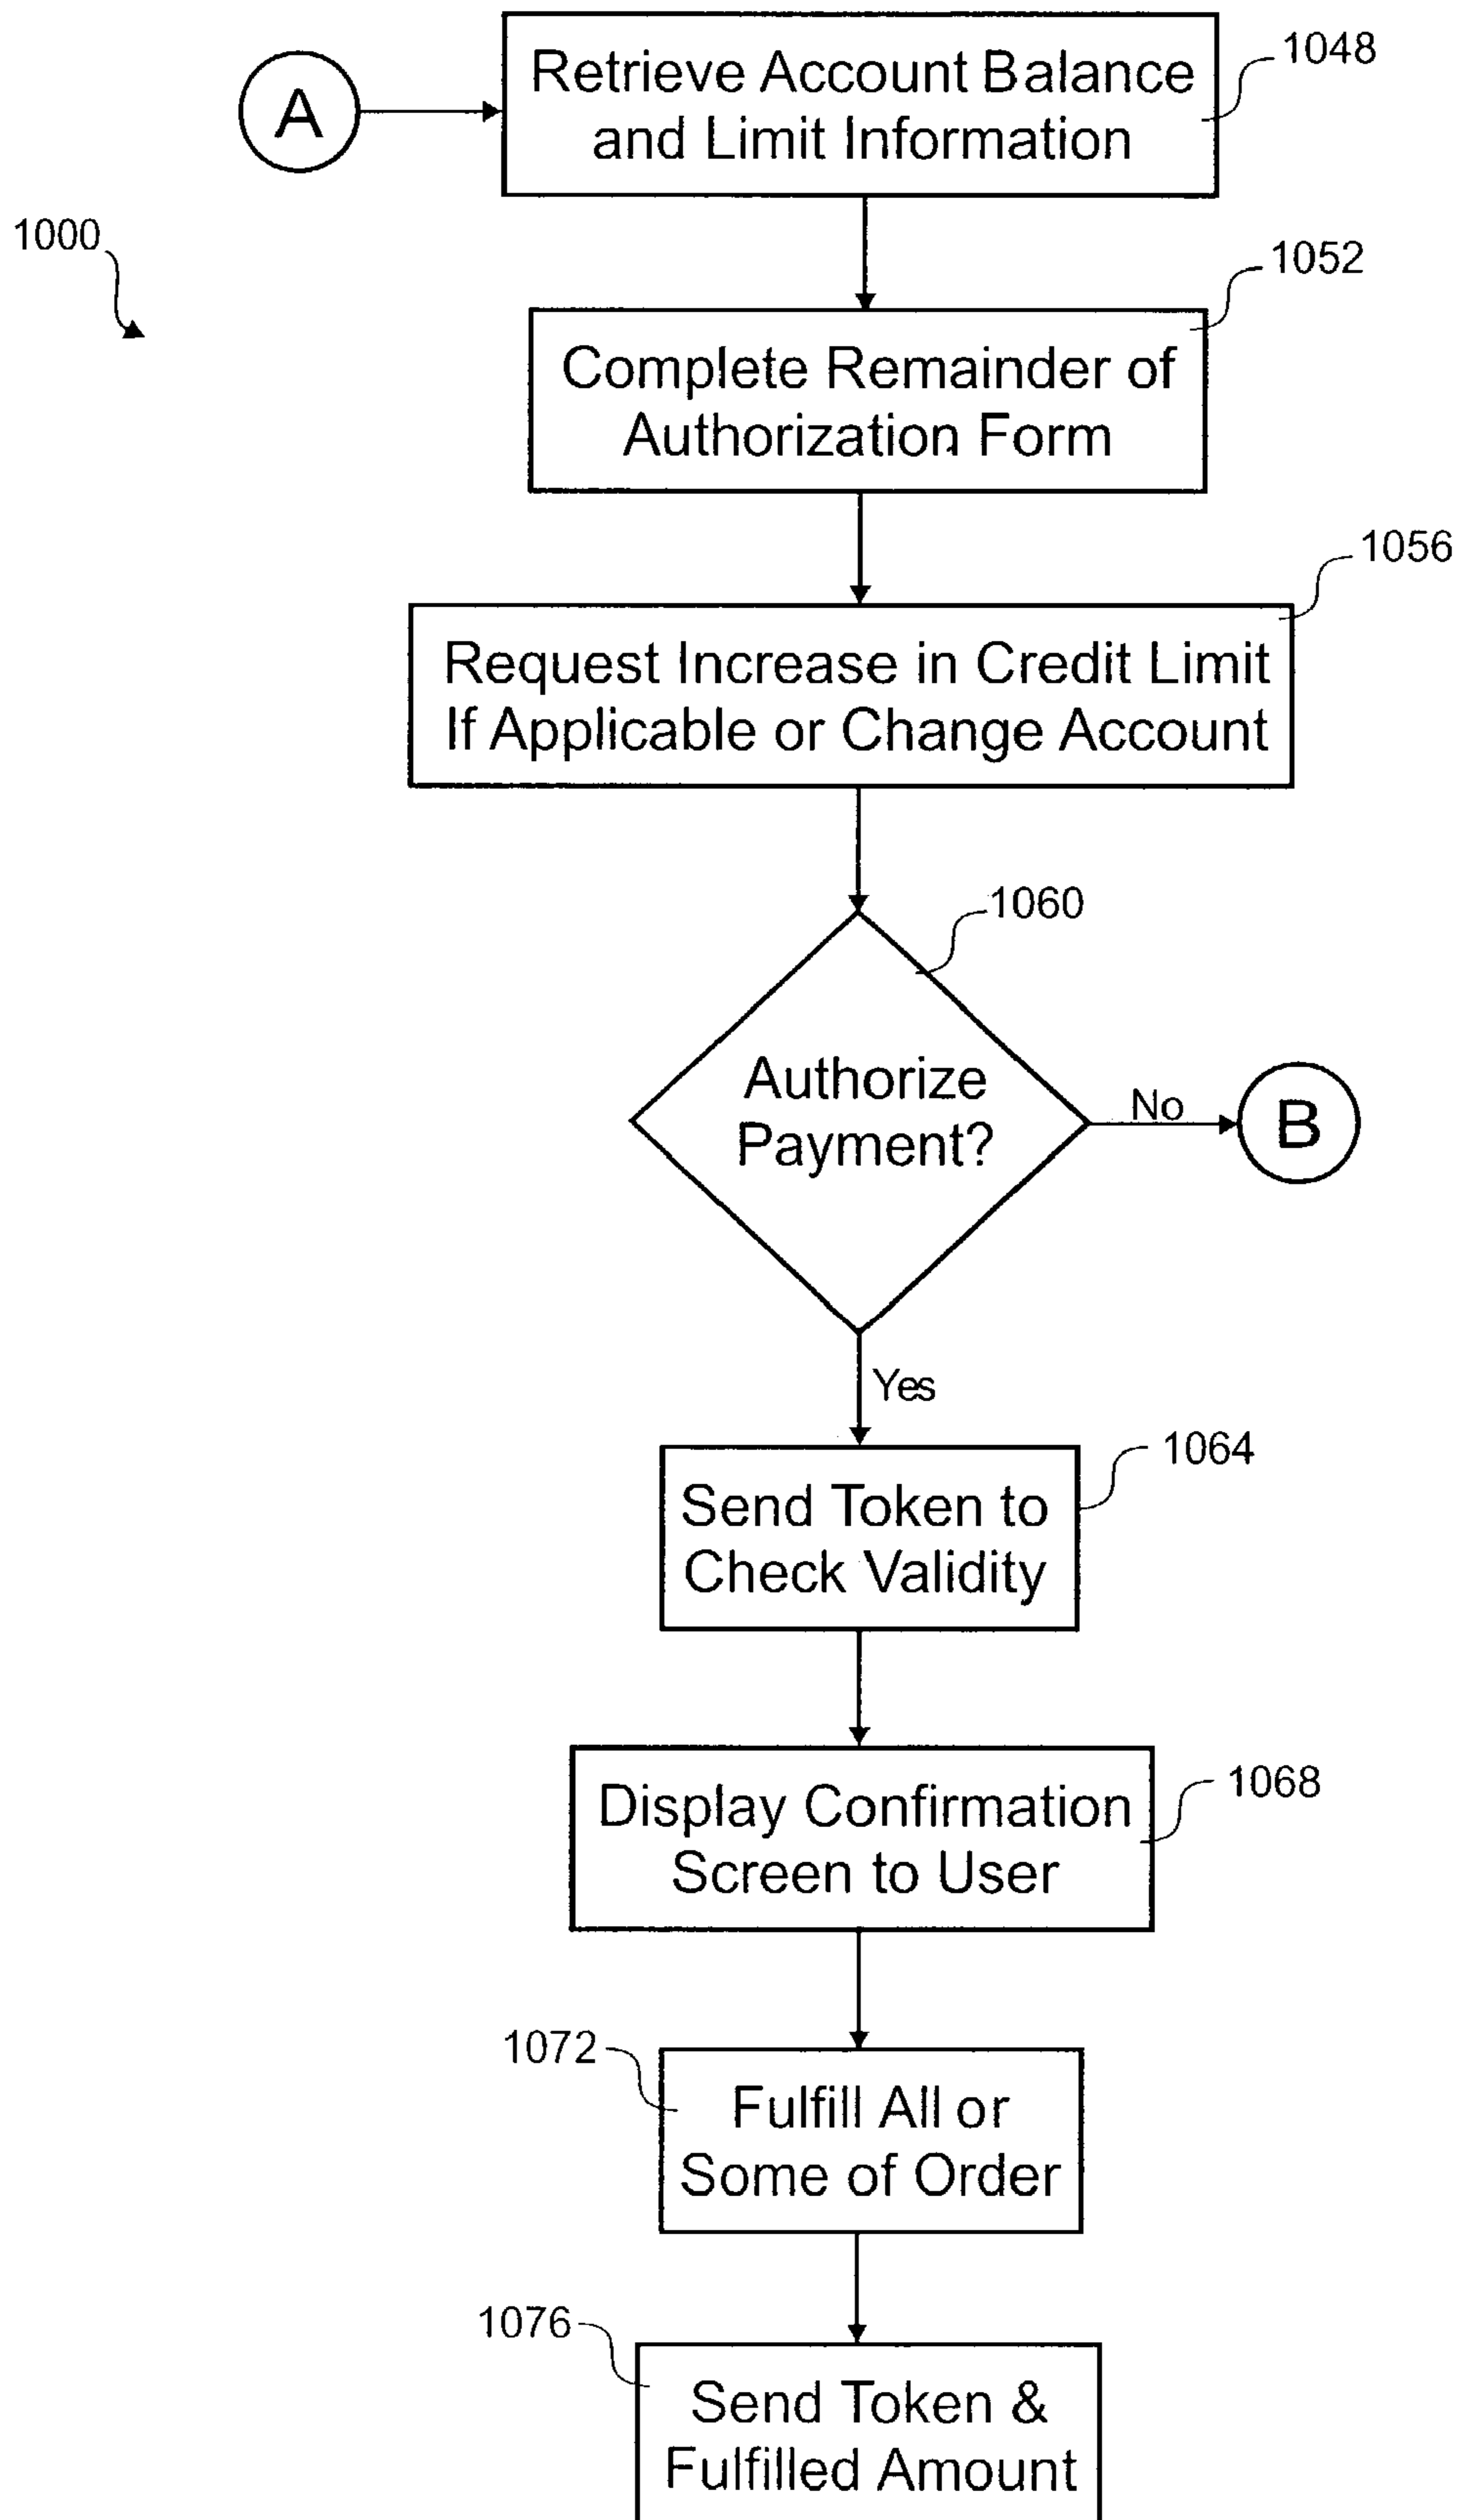 A
Retrieve Account Balance
and Limit Information
1048
1000
1052
Complete Remainder of
Authorization Form
1056
Request Increase in Credit Limit
If Applicable or Change Account
1060
Authorize
Payment?
No
B
Yes
1064
Send Token to
Check Validity
1068
Display Confirmation
Screen to User
1072
Fulfill All or
Some of Order
1076
Send Token &
Fulfilled Amount